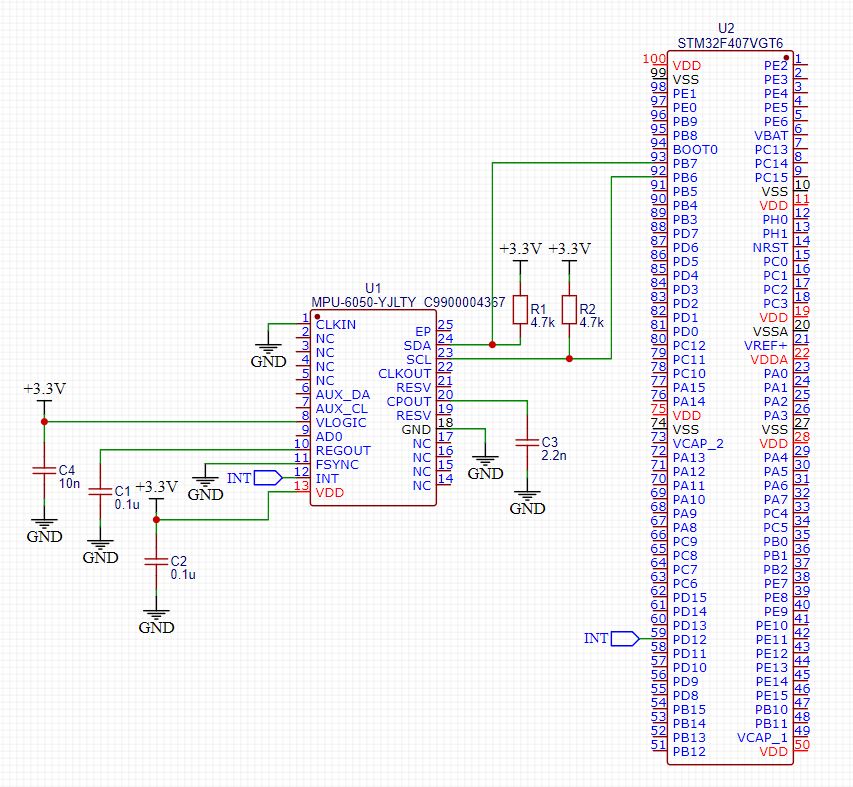 U2
STM32F407VGT6
100 VDD PE2 1
99 VSS PE3 2
98 PE1 PE4 3
97 PE0 PE5 4
96 PB9 PE6 5
95 PB8 VBAT 6
94 BOOT0 PC13 7
93 PB7 PC14 8
92 PB6 PC15 9
91 PB5 VSS 10
90 PB4 VDD 11
89 PB3 PH0 12
88 PD7 PH1 13
87 PD6 NRST 14
86 PD5 PC0 15
85 PD4 PC1 16
84 PD3 PC2 17
83 PD2 PC3 18
82 PD1 VDD 19
81 PD0 VSSA 20
80 PC12 VREF+ 21
79 PC11 VDDA 22
78 PC10 PA0 23
77 PA15 PA1 24
76 PA14 PA2 25
75 VDD PA3 26
74 VSS VSS 27
73 VCAP_2 VDD 28
72 PA13 PA4 29
71 PA12 PA5 30
70 PA11 PA6 31
69 PA10 PA7 32
68 PA9 PC4 33
67 PA8 PC5 34
66 PC9 PB0 35
65 PC8 PB1 36
64 PC7 PB2 37
63 PC6 PE7 38
62 PD15 PE8 39
61 PD14 PE9 40
60 PD13 PE10 41
59 PD12 PE11 42
58 PD11 PE12 43
57 PD10 PE13 44
56 PD9 PE14 45
55 PD8 PE15 46
54 PB15 PB10 47
53 PB14 PB11 48
52 PB13 VCAP_1 49
51 PB12 VDD 50
INT
+3.3V +3.3V
R1 R2
4.7k 4.7k
U1
MPU-6050-YJLTY C9900004367
1 CLKIN
2 NC
3 NC
4 NC
5 NC
6 AUX_DA
7 AUX_CL
8 VLOGIC
9 AD0
10 REGOUT
11 FSYNC
12 INT
13 VDD
EP 25
SDA 24
SCL 23
CLKOUT 22
RESV 21
CPOUT 20
RESV 19
GND 18
NC 17
NC 16
NC 15
NC 14
GND
+3.3V
C4
10n
GND
C1
0.1u
GND
+3.3V
C2
0.1u
GND
GND
INT
GND
C3
2.2n
GND